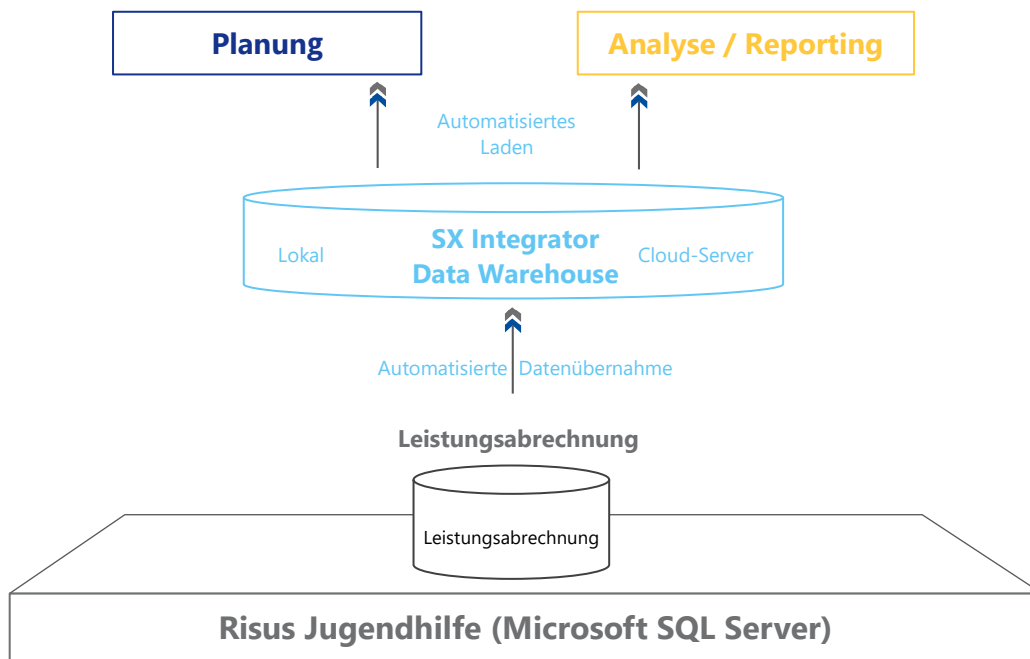 Planung
Analyse / Reporting
Automatisiertes
Laden
SX Integrator
Data Warehouse
Lokal
Cloud-Server
Automatisierte Datenübernahme
Leistungsabrechnung
Leistungsabrechnung
Risus Jugendhilfe (Microsoft SQL Server)